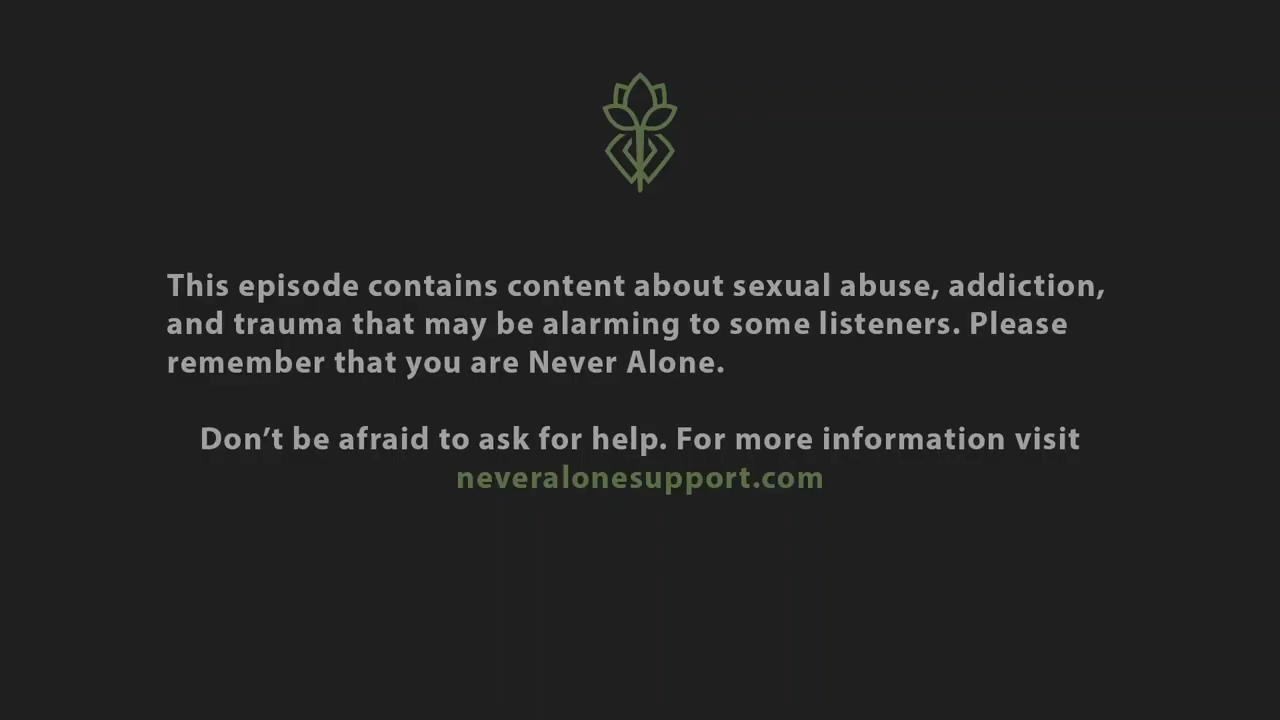 This episode contains content about sexual abuse, addiction,
and trauma that may be alarming to some listeners. Please
remember that you are Never Alone.
Don’t be afraid to ask for help. For more information visit
neveralonesupport.com